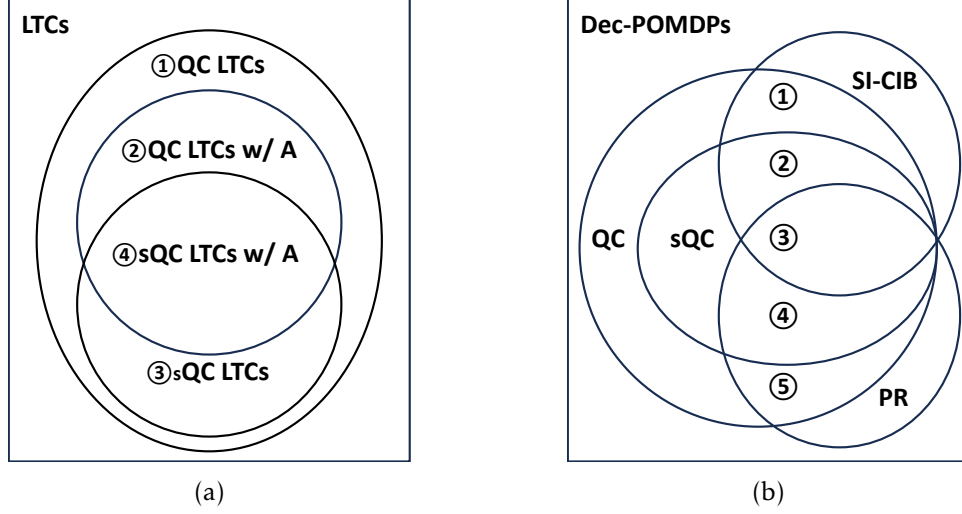 LTCs
①QC LTCs
②QC LTCs w/ A
④sQC LTCs w/ A
③sQC LTCs
(a)
Dec-POMDPs
SI-CIB
①
②
QC
sQC
③
④
⑤
PR
(b)